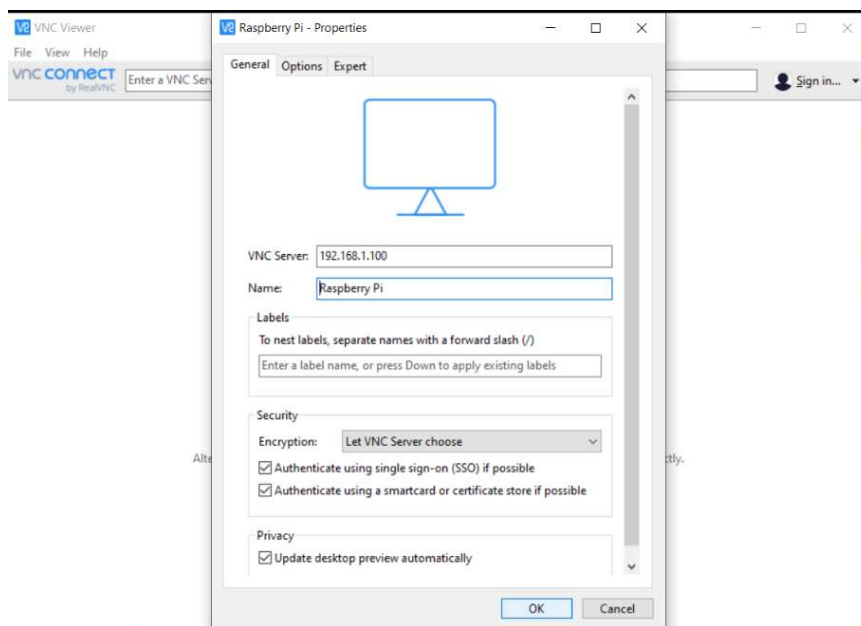 V2 VNC Viewer
File View Help
vnc connect
by RealVNC
Enter a VNC Ser
Sign in...
Raspberry Pi - Properties
General Options Expert
VNC Server: 192.168.1.100
Name: Raspberry Pi
Labels
To nest labels, separate names with a forward slash (/)
Enter a label name, or press Down to apply existing labels
Security
Encryption: Let VNC Server choose
Authenticate using single sign-on (SSO) if possible
Authenticate using a smartcard or certificate store if possible
Privacy
Update desktop preview automatically
OK Cancel
Alte
ctly.